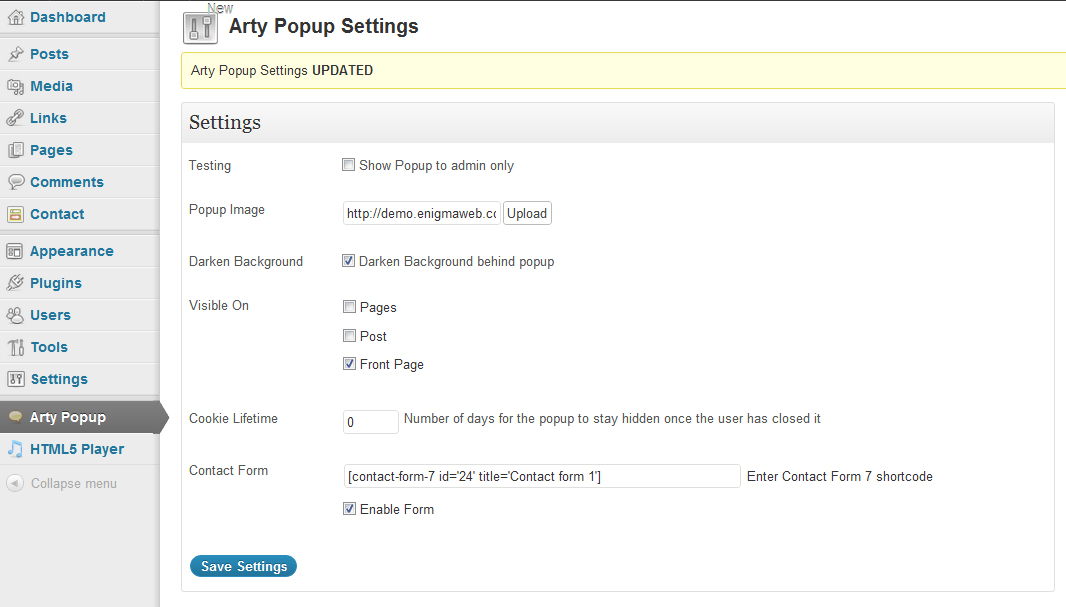 Dashboard
Posts
Media
Links
Pages
Comments
Contact
Appearance
Plugins
Users
Tools
Settings
Arty Popup
HTML5 Player
Collapse menu
New
Arty Popup Settings
Arty Popup Settings UPDATED
Settings
Testing Show Popup to admin only
Popup Image http://demo.enigmaweb.co Upload
Darken Background Darken Background behind popup
Visible On Pages
Post
Front Page
Cookie Lifetime 0 Number of days for the popup to stay hidden once the user has closed it
Contact Form [contact-form-7 id='24' title='Contact form 1'] Enter Contact Form 7 shortcode
Enable Form
Save Settings